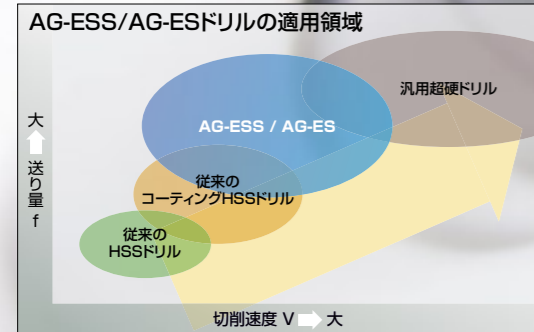 AG-ESS/AG-ESドリルの適用領域
汎用超硬ドリル
AG-ESS / AG-ES
従来の
コーティングHSSドリル
従来の
HSSドリル
大
送り量 f
切削速度 V 大